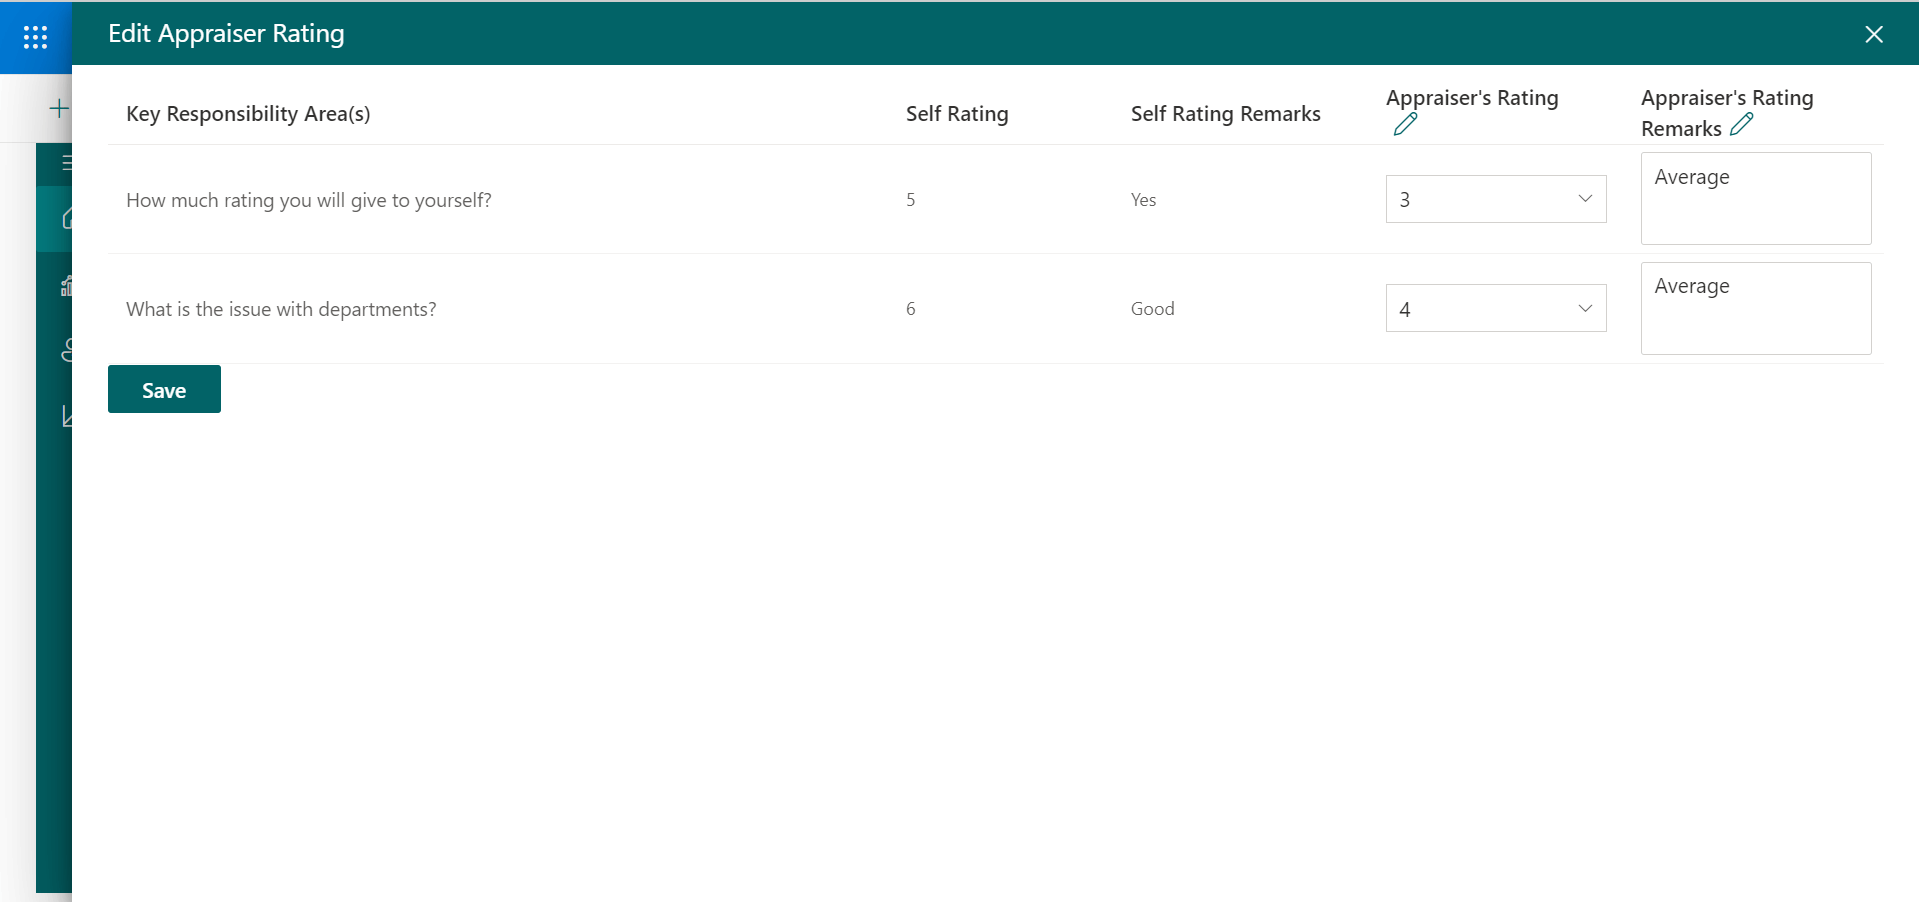 Edit Appraiser Rating
Key Responsibility Area(s) Self Rating Self Rating Remarks Appraiser's Rating Appraiser's Rating
Remarks
How much rating you will give to yourself? 5 Yes 3 Average
What is the issue with departments? 6 Good 4 Average
Save